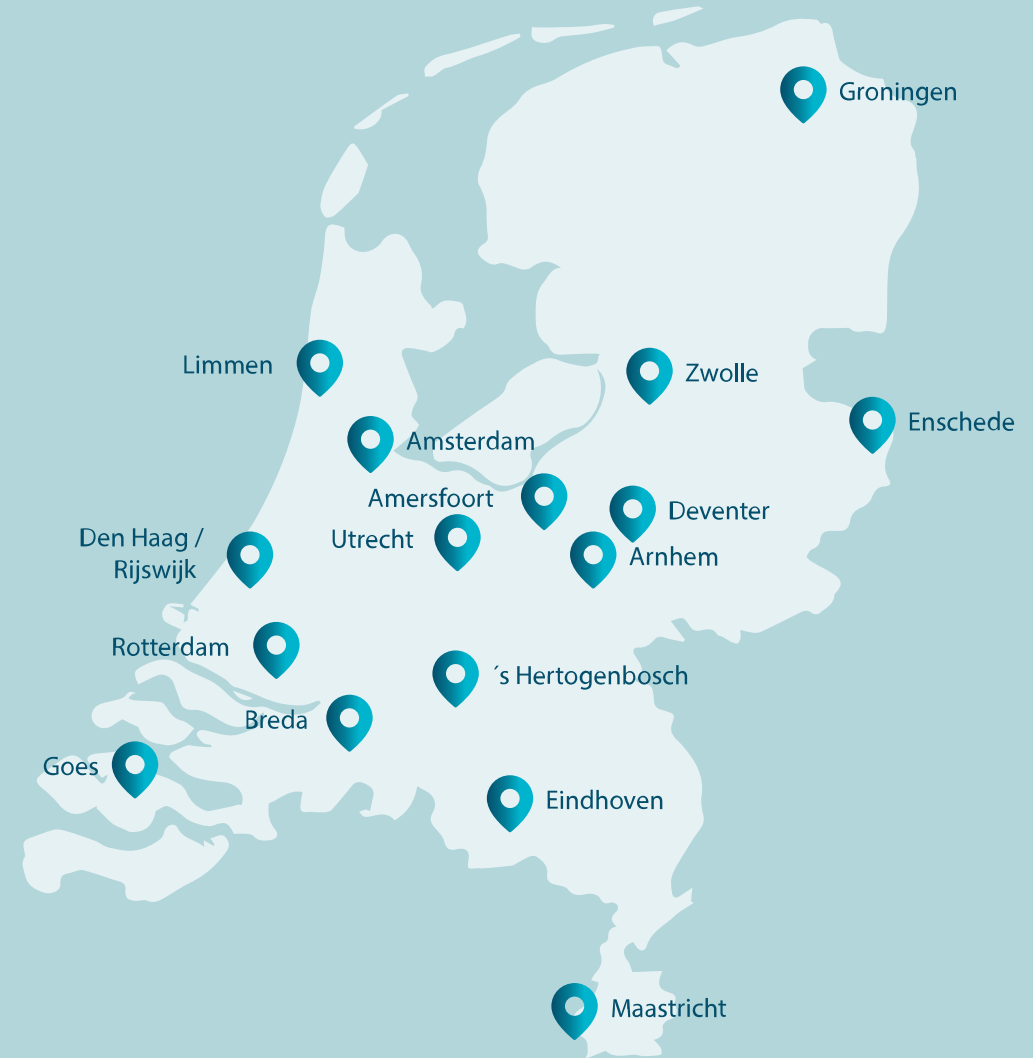 Groningen
Limmen
Zwolle
Enschede
Amsterdam
Amersfoort
Deventer
Utrecht
Den Haag /
Rijswijk
Arnhem
Rotterdam
´s Hertogenbosch
Breda
Goes
Eindhoven
Maastricht